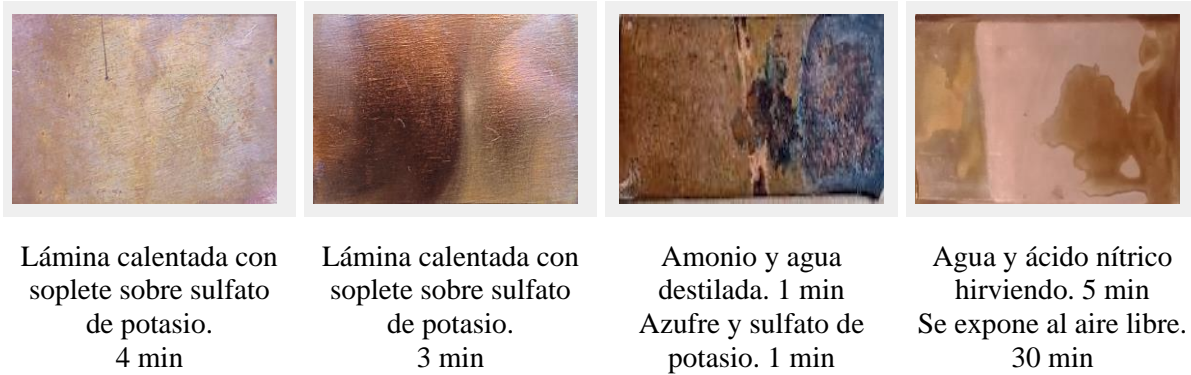 Lámina calentada con
soplete sobre sulfato
de potasio.
4 min
Lámina calentada con
soplete sobre sulfato
de potasio.
3 min
Amonio y agua
destilada. 1 min
Azufre y sulfato de
potasio. 1 min
Agua y ácido nítrico
hirviendo. 5 min
Se expone al aire libre.
30 min